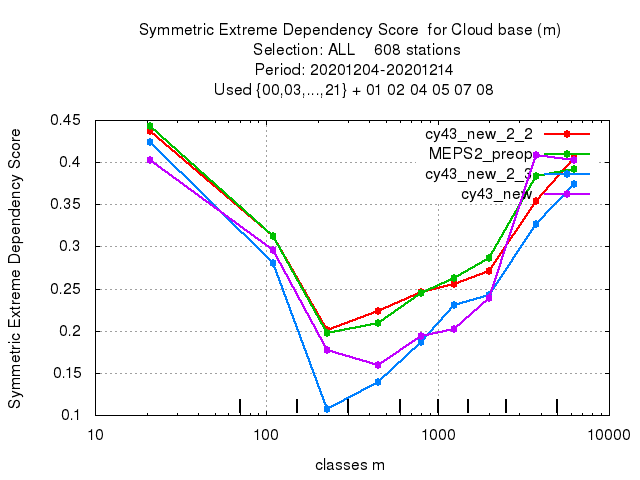 Symmetric Extreme Dependency Score  for Cloud base (m)
Selection: ALL    608 stations
Period: 20201204-20201214
Used {00,03,...,21} + 01 02 04 05 07 08
Symmetric Extreme Dependency Score
0.45
0.4
0.35
0.3
0.25
0.2
0.15
0.1
cy43_new_2_2
MEPS2_preop
cy43_new_2_3
cy43_new
10
100
1000
10000
classes m